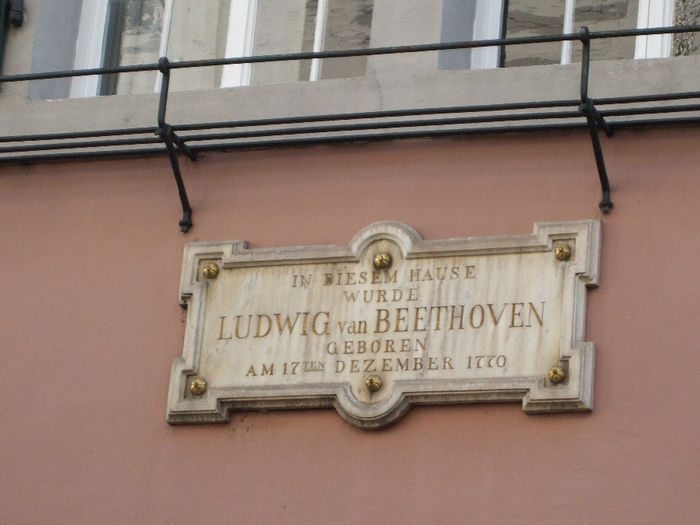 IN DIESEM HAUSE
WURDE
LUDWIG van BEETHOVEN
GEBOREN
AM 17TEN DEZEMBER 1770